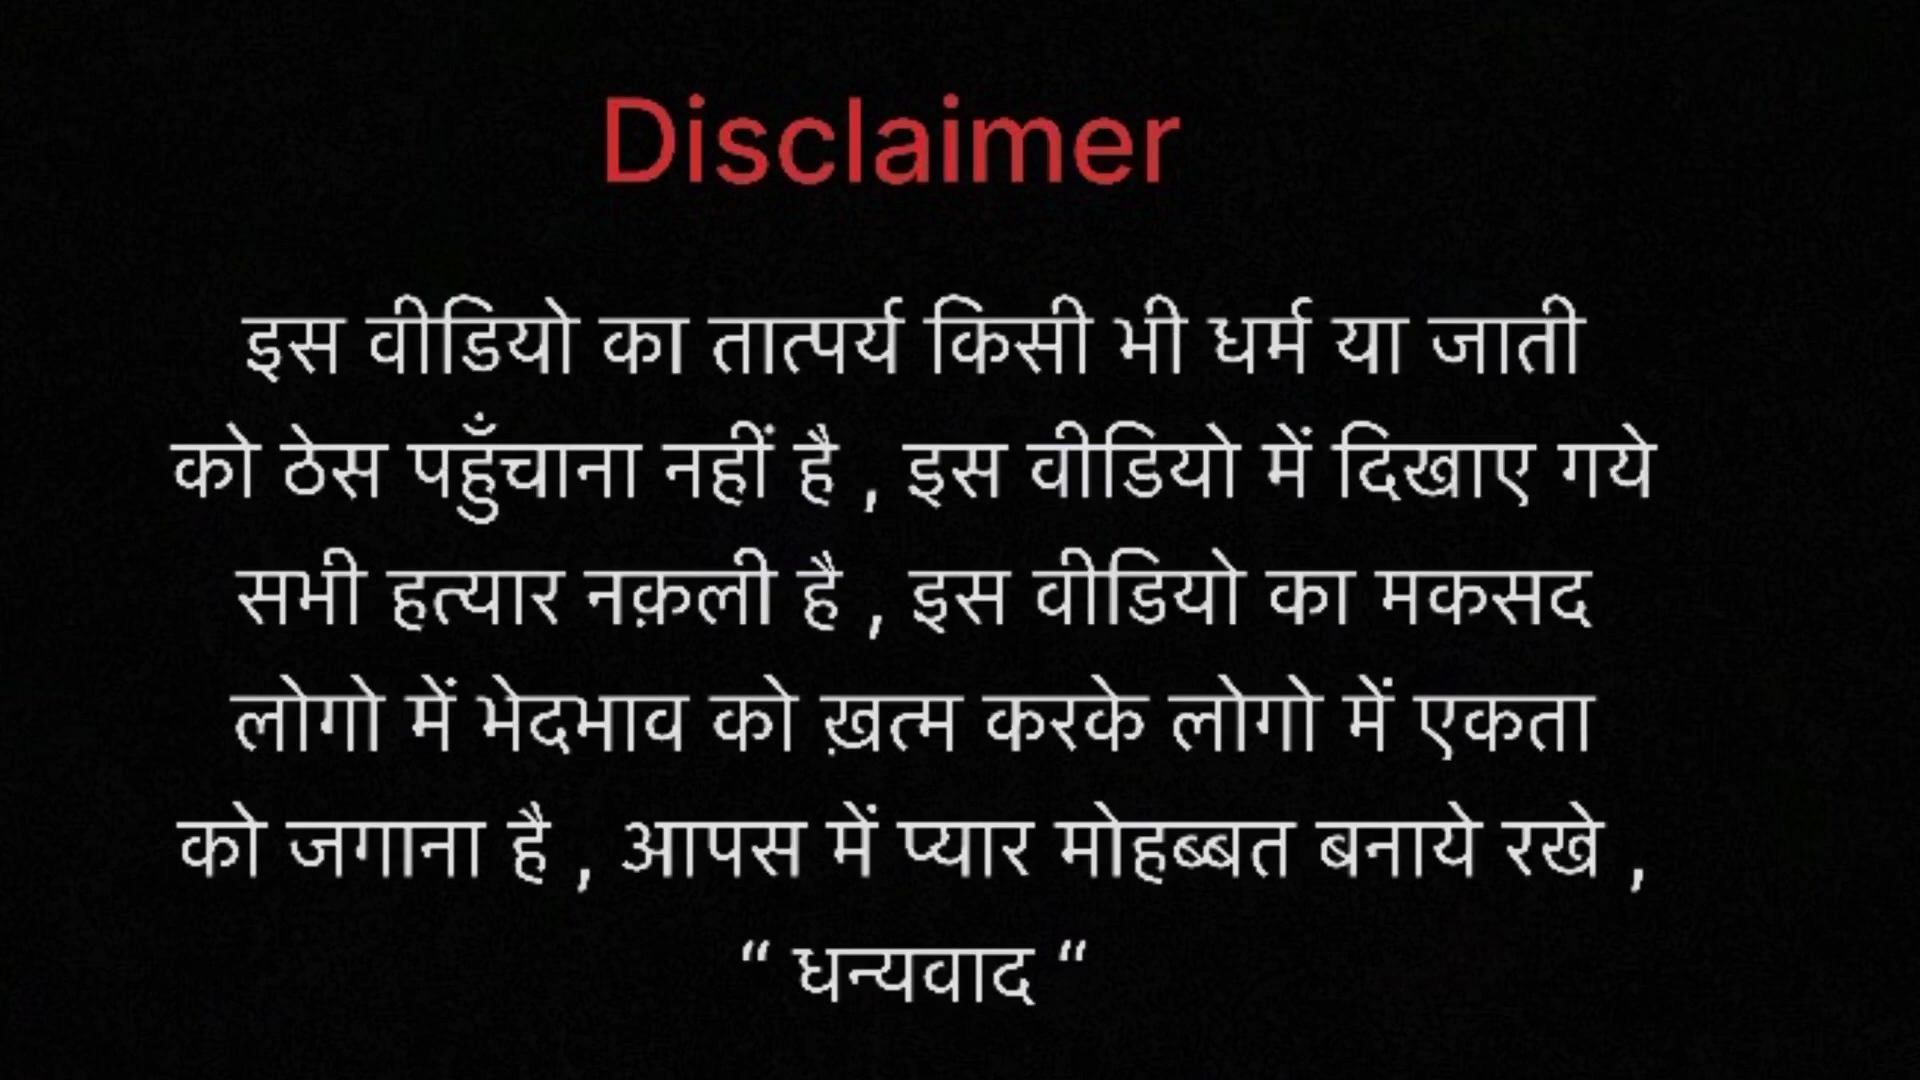 Disclaimer
इस वीडियो का तात्पर्य किसी भी धर्म या जाती
को ठेस पहुँचाना नहीं है , इस वीडियो में दिखाए गये
सभी हत्यार नक़ली है , इस वीडियो का मकसद
लोगो में भेदभाव को ख़त्म करके लोगो में एकता
को जगाना है , आपस में प्यार मोहब्बत बनाये रखे ,
“ धन्यवाद “